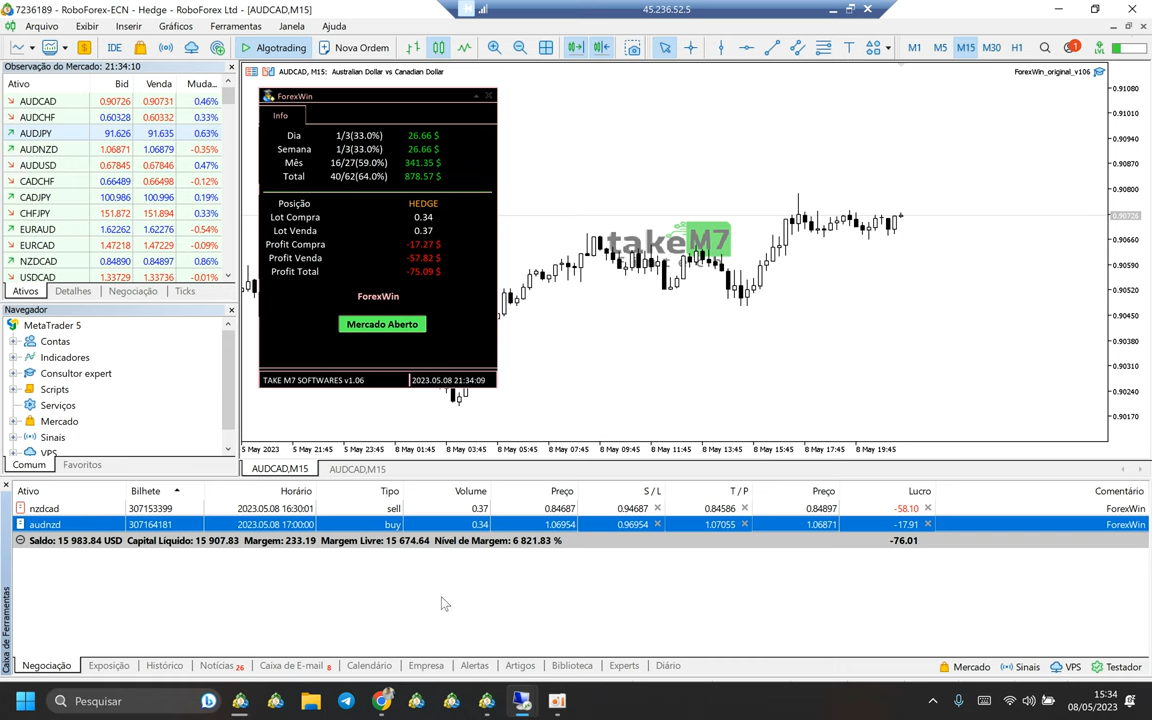 7236189 - RoboForex-ECN - Hedge - RoboForex Ltd - [AUDCAD,M15]
45.236.52.5
Arquivo Exibir Inserir Gráficos Ferramentas Janela Ajuda
IDE Algotrading Nova Ordem M1 M5 M15 M30 H1 1 LVL
Observação do Mercado: 21:34:10
Ativo Bid Venda Muda...
AUDCAD 0.90726 0.90731 0.46%
AUDCHF 0.60328 0.60332 0.33%
AUDJPY 91.626 91.635 0.63%
AUDNZD 1.06871 1.06879 -0.35%
AUDUSD 0.67845 0.67846 0.47%
CADCHF 0.66489 0.66498 -0.12%
CADJPY 100.986 100.996 0.19%
CHFJPY 151.872 151.894 0.33%
EURAUD 1.62262 1.62276 -0.54%
EURCAD 1.47218 1.47229 -0.09%
NZDCAD 0.84890 0.84897 0.86%
USDCAD 1.33729 1.33736 -0.01%
Ativos Detalhes Negociação Ticks
Navegador
MetaTrader 5
Contas
Indicadores
Consultor expert
Scripts
Serviços
Mercado
Sinais
VPS
Comum Favoritos
AUDCAD, M15: Australian Dollar vs Canadian Dollar
ForexWin_original_v106
ForexWin
Info
Dia 1/3(33.0%) 26.66 $
Semana 1/3(33.0%) 26.66 $
Mês 16/27(59.0%) 341.35 $
Total 40/62(64.0%) 878.57 $
Posição HEDGE
Lot Compra 0.34
Lot Venda 0.37
Profit Compra -17.27 $
Profit Venda -57.82 $
Profit Total -75.09 $
ForexWin
Mercado Aberto
TAKE M7 SOFTWARES v1.06 2023.05.08 21:34:09
takeM7
0.91080
0.91010
0.90940
0.90870
0.90800
0.90726
0.90660
0.90590
0.90520
0.90450
0.90380
0.90310
0.90240
0.90170
5 May 2023 5 May 21:45 5 May 23:45 8 May 01:45 8 May 03:45 8 May 05:45 8 May 07:45 8 May 09:45 8 May 11:45 8 May 13:45 8 May 15:45 8 May 17:45 8 May 19:45
AUDCAD,M15 AUDCAD,M15
Ativo Bilhete Horário Tipo Volume Preço S / L T / P Preço Lucro Comentário
nzdcad 307153399 2023.05.08 16:30:01 sell 0.37 0.84687 0.94687 0.84586 0.84897 -58.10 ForexWin
audnzd 307164181 2023.05.08 17:00:00 buy 0.34 1.06954 0.96954 1.07055 1.06871 -17.91 ForexWin
Saldo: 15 983.84 USD Capital Líquido: 15 907.83 Margem: 233.19 Margem Livre: 15 674.64 Nível de Margem: 6 821.83 % -76.01
Caixa de Ferramentas
Negociação Exposição Histórico Notícias 26 Caixa de E-mail 8 Calendário Empresa Alertas Artigos Biblioteca Experts Diário Mercado Sinais VPS Testador
Pesquisar
15:34
08/05/2023